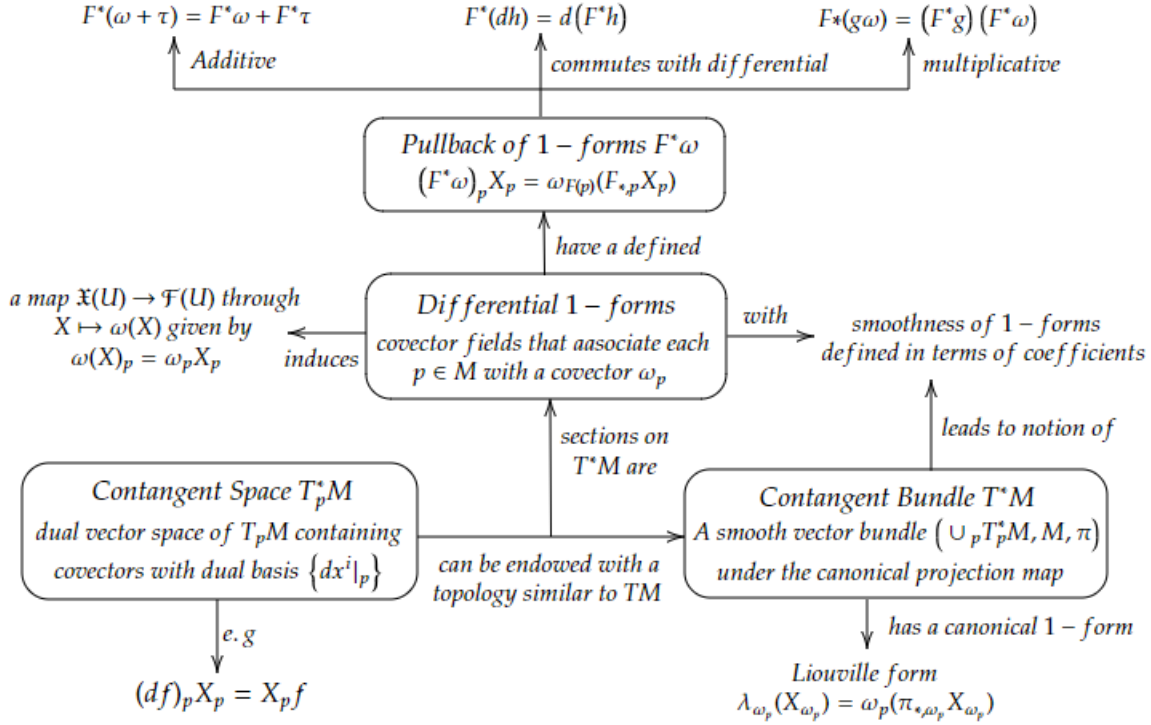 F*(ω + τ) = F*ω + F*τ
F*(dh) = d(F*h)
F*(gω) = (F*g) (F*ω)
Additive
commutes with differential
multiplicative
Pullback of 1 − forms F*ω
(F*ω)ₚXₚ = ω_F(p)(F_*,pXₚ)
have a defined
a map 𝔛(U) → ℱ(U) through
X ↦ ω(X) given by
ω(X)ₚ = ωₚXₚ
induces
Differential 1 − forms
covector fields that aasociate each
p ∈ M with a covector ωₚ
with
smoothness of 1 − forms
defined in terms of coefficients
sections on
T*M are
leads to notion of
Contangent Space Tₚ*M
dual vector space of TₚM containing
covectors with dual basis {dxⁱ|ₚ}
can be endowed with a
topology similar to TM
Contangent Bundle T*M
A smooth vector bundle (∪ₚTₚ*M, M, π)
under the canonical projection map
e. g
(df)ₚXₚ = Xₚf
has a canonical 1 − form
Liouville form
λ_ωₚ(X_ωₚ) = ωₚ(π_*,ωₚX_ωₚ)